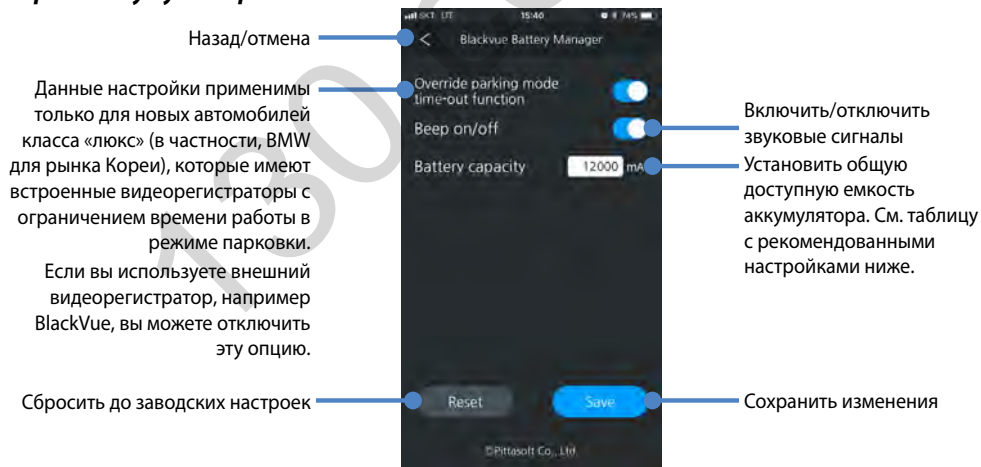 Назад/отмена
Данные настройки применимы
только для новых автомобилей
класса «люкс» (в частности, BMW
для рынка Кореи), которые имеют
встроенные видеорегистраторы с
ограничением времени работы в
режиме парковки.
Если вы используете внешний
видеорегистратор, например
BlackVue, вы можете отключить
эту опцию.
Сбросить до заводских настроек
SKT LTE 15:40 74%
< Blackvue Battery Manager
Override parking mode
time-out function
Beep on/off
Battery capacity 12000 mA
Reset Save
©Pittasoft Co., Ltd.
Включить/отключить
звуковые сигналы
Установить общую
доступную емкость
аккумулятора. См. таблицу
с рекомендованными
настройками ниже.
Сохранить изменения